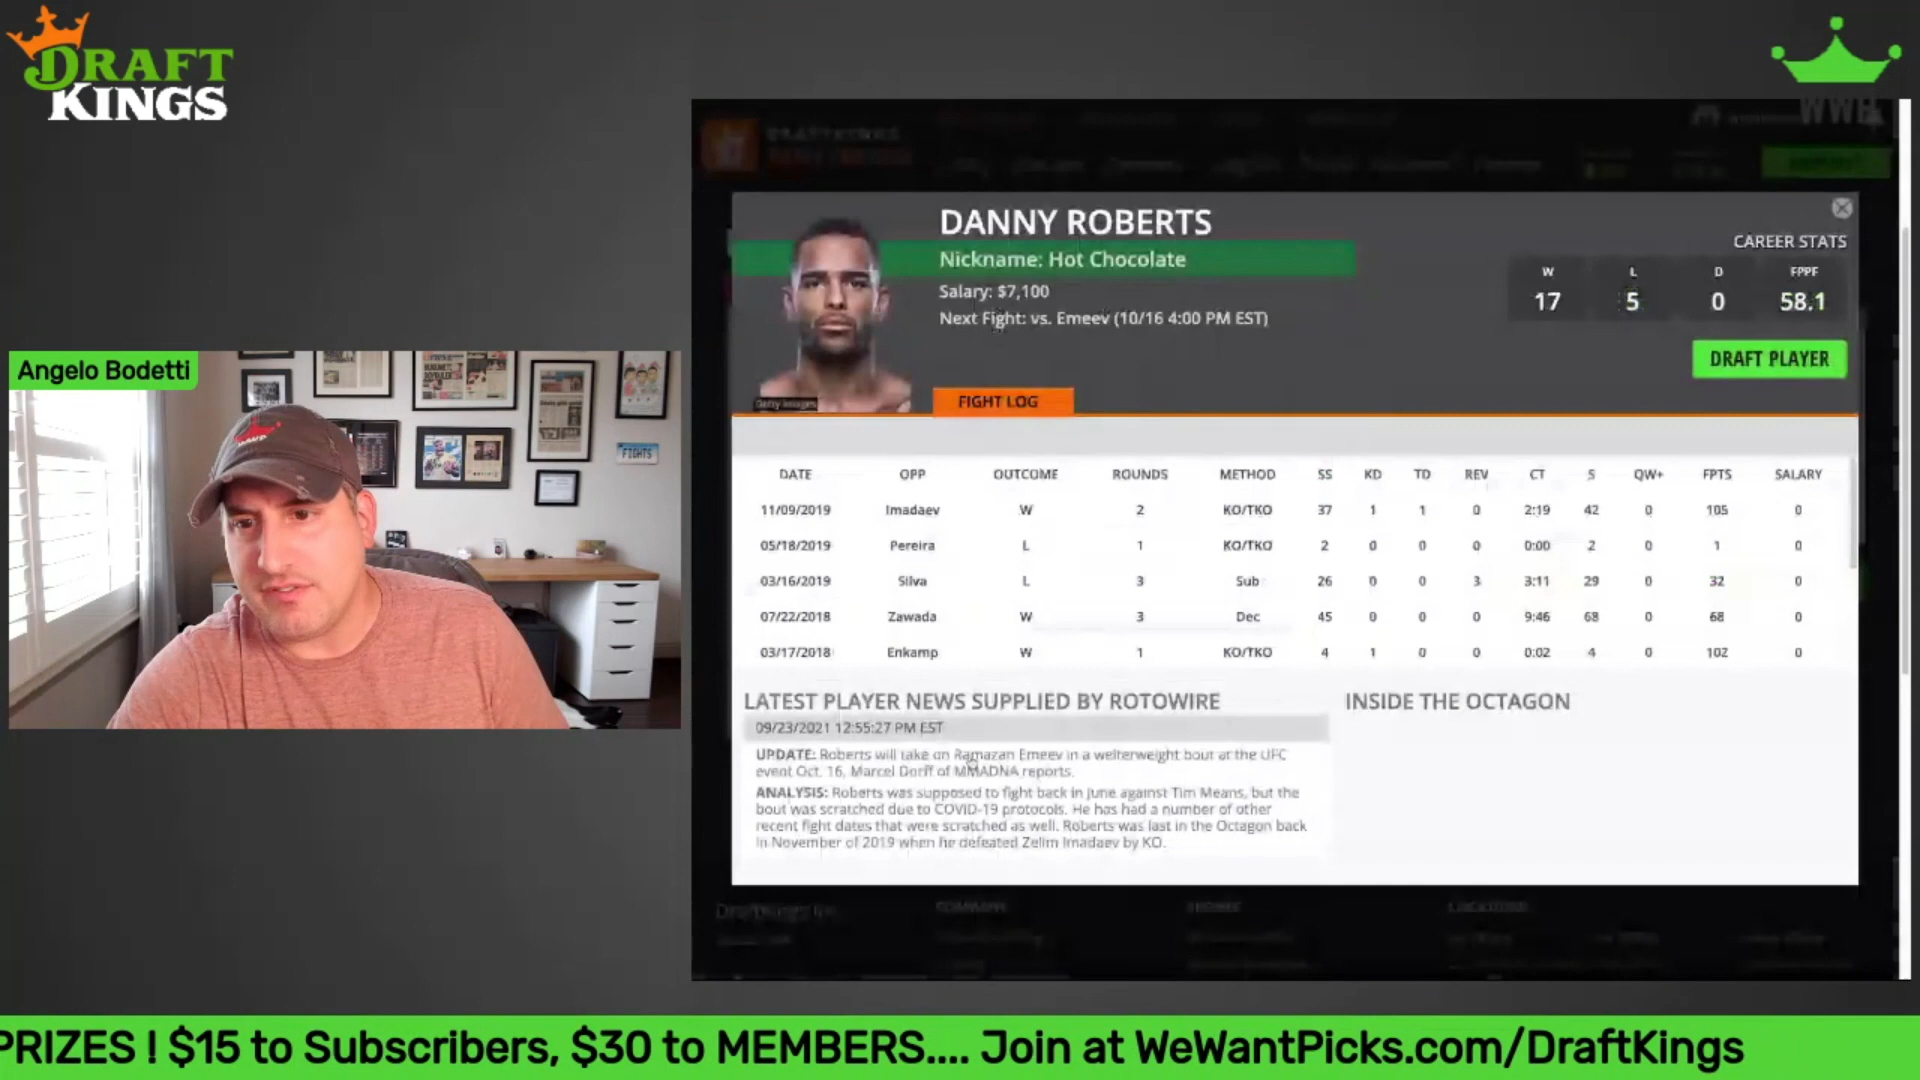 DRAFT
KINGS
WWP
DANNY ROBERTS
Nickname: Hot Chocolate
Salary: $7,100
Next Fight: vs. Emeev (10/16 4:00 PM EST)
CAREER STATS
W L D FPPF
17 5 0 58.1
DRAFT PLAYER
Getty Images
FIGHT LOG
Angelo Bodetti
FIGHTS
DATE OPP OUTCOME ROUNDS METHOD SS KD TD REV CT S QW+ FPTS SALARY
11/09/2019 Imadaev W 2 KO/TKO 37 1 1 0 2:19 42 0 105 0
05/18/2019 Pereira L 1 KO/TKO 2 0 0 0 0:00 2 0 1 0
03/16/2019 Silva L 3 Sub 26 0 0 3 3:11 29 0 32 0
07/22/2018 Zawada W 3 Dec 45 0 0 0 9:46 68 0 68 0
03/17/2018 Enkamp W 1 KO/TKO 4 1 0 0 0:02 4 0 102 0
LATEST PLAYER NEWS SUPPLIED BY ROTOWIRE
INSIDE THE OCTAGON
09/23/2021 12:55:27 PM EST
UPDATE: Roberts will take on Ramazan Emeev in a welterweight bout at the UFC
event Oct. 16, Marcel Dorff of MMADNA reports.
ANALYSIS: Roberts was supposed to fight back in June against Tim Means, but the
bout was scratched due to COVID-19 protocols. He has had a number of other
recent fight dates that were scratched as well. Roberts was last in the Octagon back
in November of 2019 when he defeated Zelim Imadaev by KO.
PRIZES ! $15 to Subscribers, $30 to MEMBERS.... Join at WeWantPicks.com/DraftKings